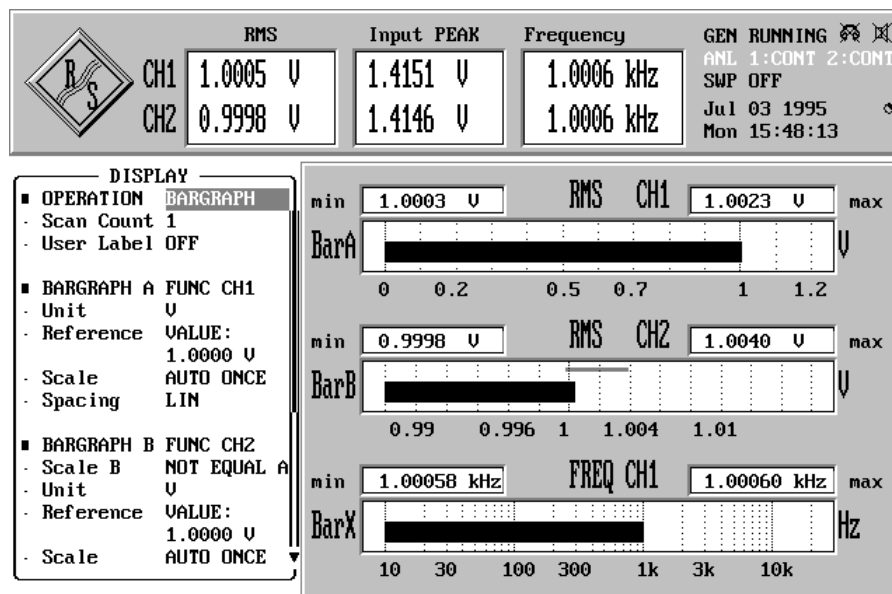 RMS Input PEAK Frequency
R S
CH1 1.0005 V 1.4151 V 1.0006 kHz
CH2 0.9998 V 1.4146 V 1.0006 kHz
GEN RUNNING
ANL 1:CONT 2:CONT
SWP OFF
Jul 03 1995
Mon 15:48:13
DISPLAY
OPERATION BARGRAPH
Scan Count 1
User Label OFF
BARGRAPH A FUNC CH1
Unit V
Reference VALUE:
1.0000 V
Scale AUTO ONCE
Spacing LIN
BARGRAPH B FUNC CH2
Scale B NOT EQUAL A
Unit V
Reference VALUE:
1.0000 V
Scale AUTO ONCE
min 1.0003 V RMS CH1 1.0023 V max
BarA V
0 0.2 0.5 0.7 1 1.2
min 0.9998 V RMS CH2 1.0040 V max
BarB V
0.99 0.996 1 1.004 1.01
min 1.00058 kHz FREQ CH1 1.00060 kHz max
BarX Hz
10 30 100 300 1k 3k 10k